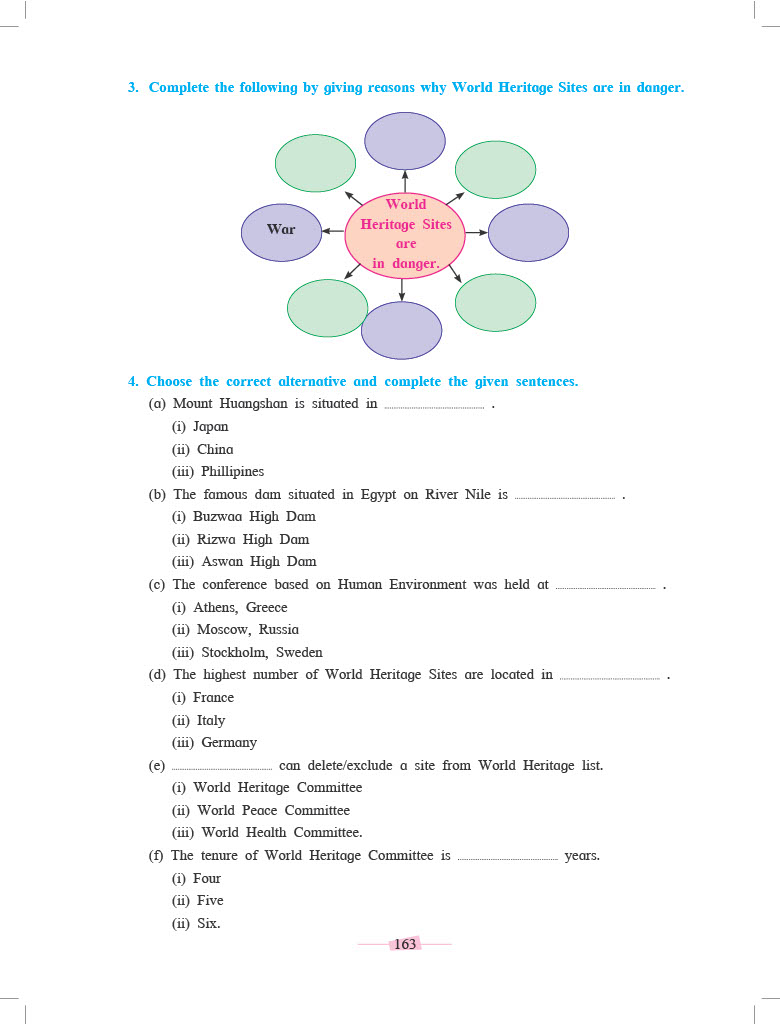 3. Complete the following by giving reasons why World Heritage Sites are in danger.
War
World
Heritage Sites
are
in danger.
4. Choose the correct alternative and complete the given sentences.
(a) Mount Huangshan is situated in .................................... .
(i) Japan
(ii) China
(iii) Phillipines
(b) The famous dam situated in Egypt on River Nile is .................................... .
(i) Buzwaa High Dam
(ii) Rizwa High Dam
(iii) Aswan High Dam
(c) The conference based on Human Environment was held at .................................... .
(i) Athens, Greece
(ii) Moscow, Russia
(iii) Stockholm, Sweden
(d) The highest number of World Heritage Sites are located in .................................... .
(i) France
(ii) Italy
(iii) Germany
(e) .................................... can delete/exclude a site from World Heritage list.
(i) World Heritage Committee
(ii) World Peace Committee
(iii) World Health Committee.
(f) The tenure of World Heritage Committee is .................................... years.
(i) Four
(ii) Five
(ii) Six.
163